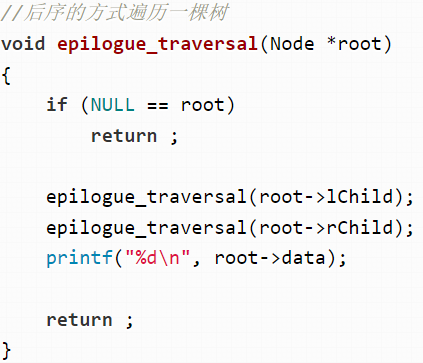 //后序的方式遍历一棵树
void epilogue_traversal(Node *root)
{
    if (NULL == root)
        return ;

    epilogue_traversal(root->lChild);
    epilogue_traversal(root->rChild);
    printf("%d\n", root->data);

    return ;
}